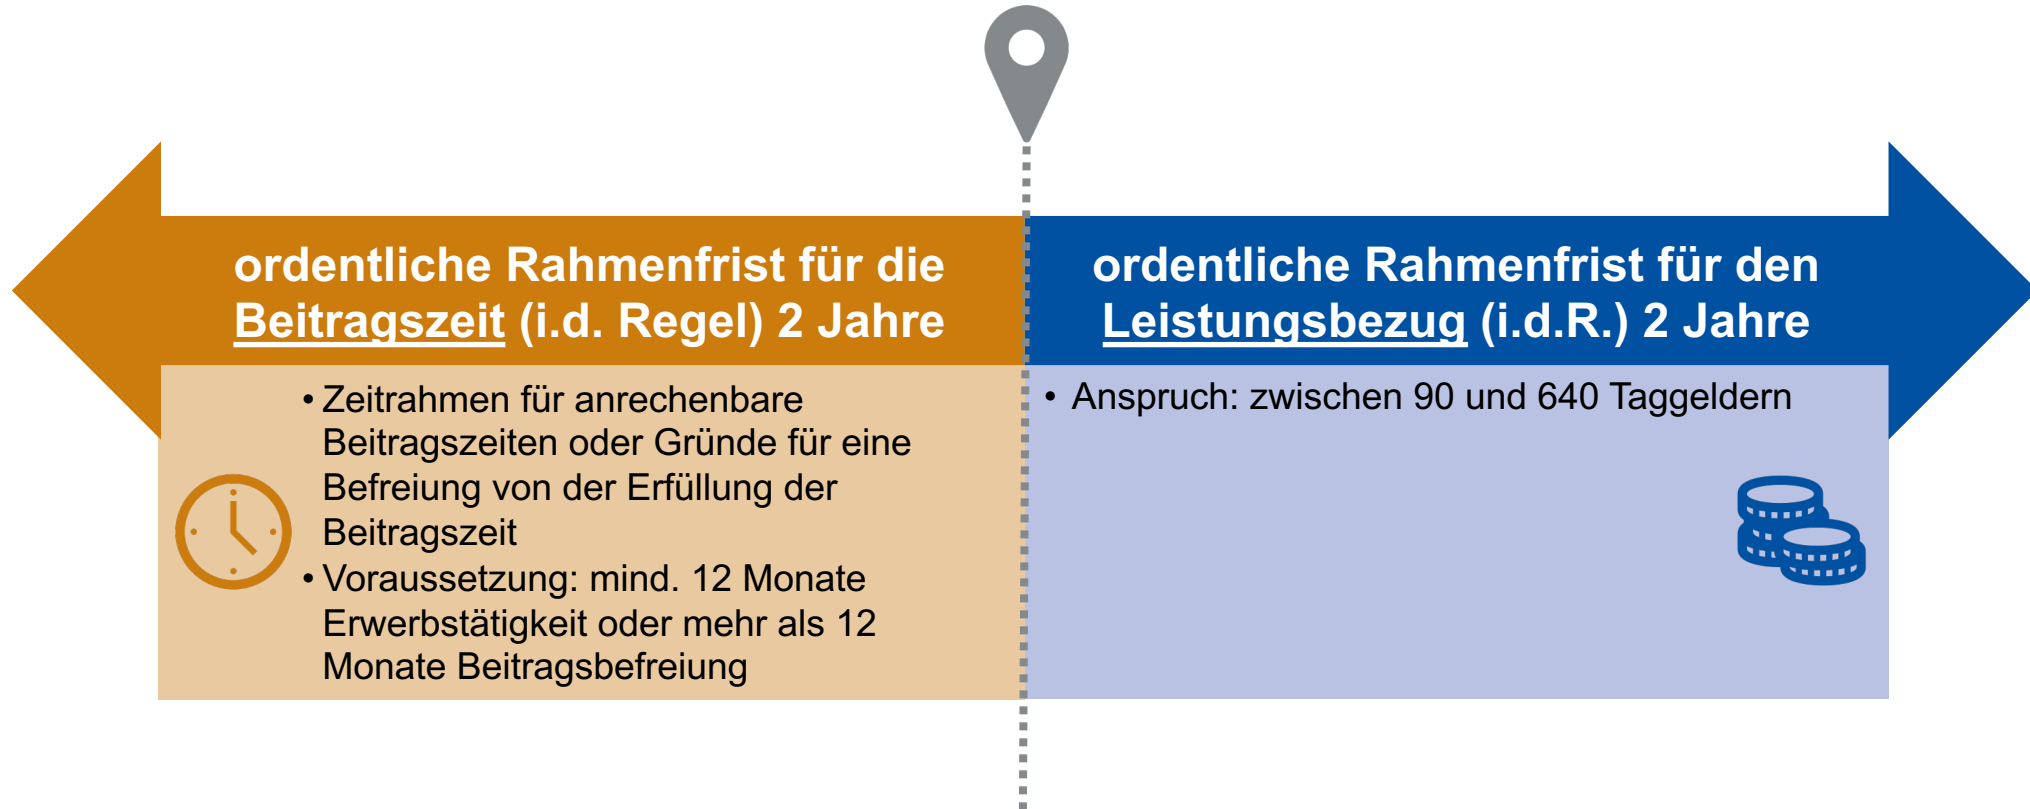 ordentliche Rahmenfrist für die
Beitragszeit (i.d. Regel) 2 Jahre
• Zeitrahmen für anrechenbare
Beitragszeiten oder Gründe für eine
Befreiung von der Erfüllung der
Beitragszeit
• Voraussetzung: mind. 12 Monate
Erwerbstätigkeit oder mehr als 12
Monate Beitragsbefreiung
ordentliche Rahmenfrist für den
Leistungsbezug (i.d.R.) 2 Jahre
• Anspruch: zwischen 90 und 640 Taggeldern